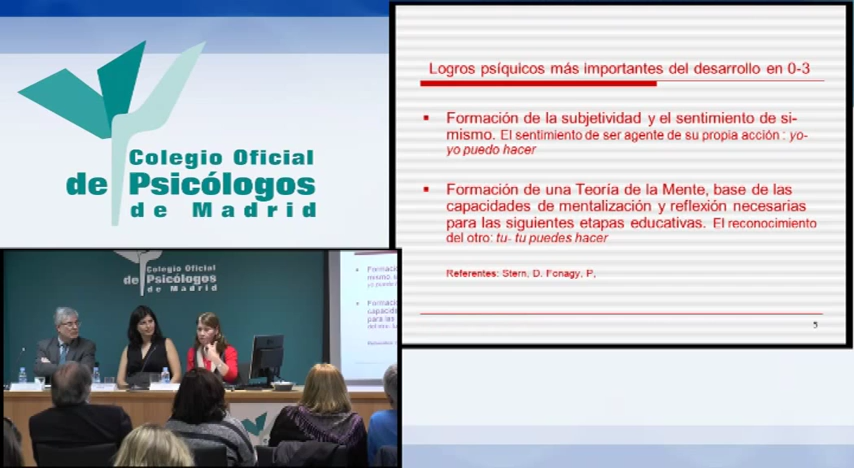 Colegio Oficial
de Psicólogos
de Madrid
Logros psíquicos más importantes del desarrollo en 0-3
Formación de la subjetividad y el sentimiento de si-
mismo. El sentimiento de ser agente de su propia acción : yo-
yo puedo hacer
Formación de una Teoría de la Mente, base de las
capacidades de mentalización y reflexión necesarias
para las siguientes etapas educativas. El reconocimiento
del otro: tu- tu puedes hacer
Referentes: Stern, D. Fonagy, P,
5
Colegio Oficial
de Psicólogos
de Madrid